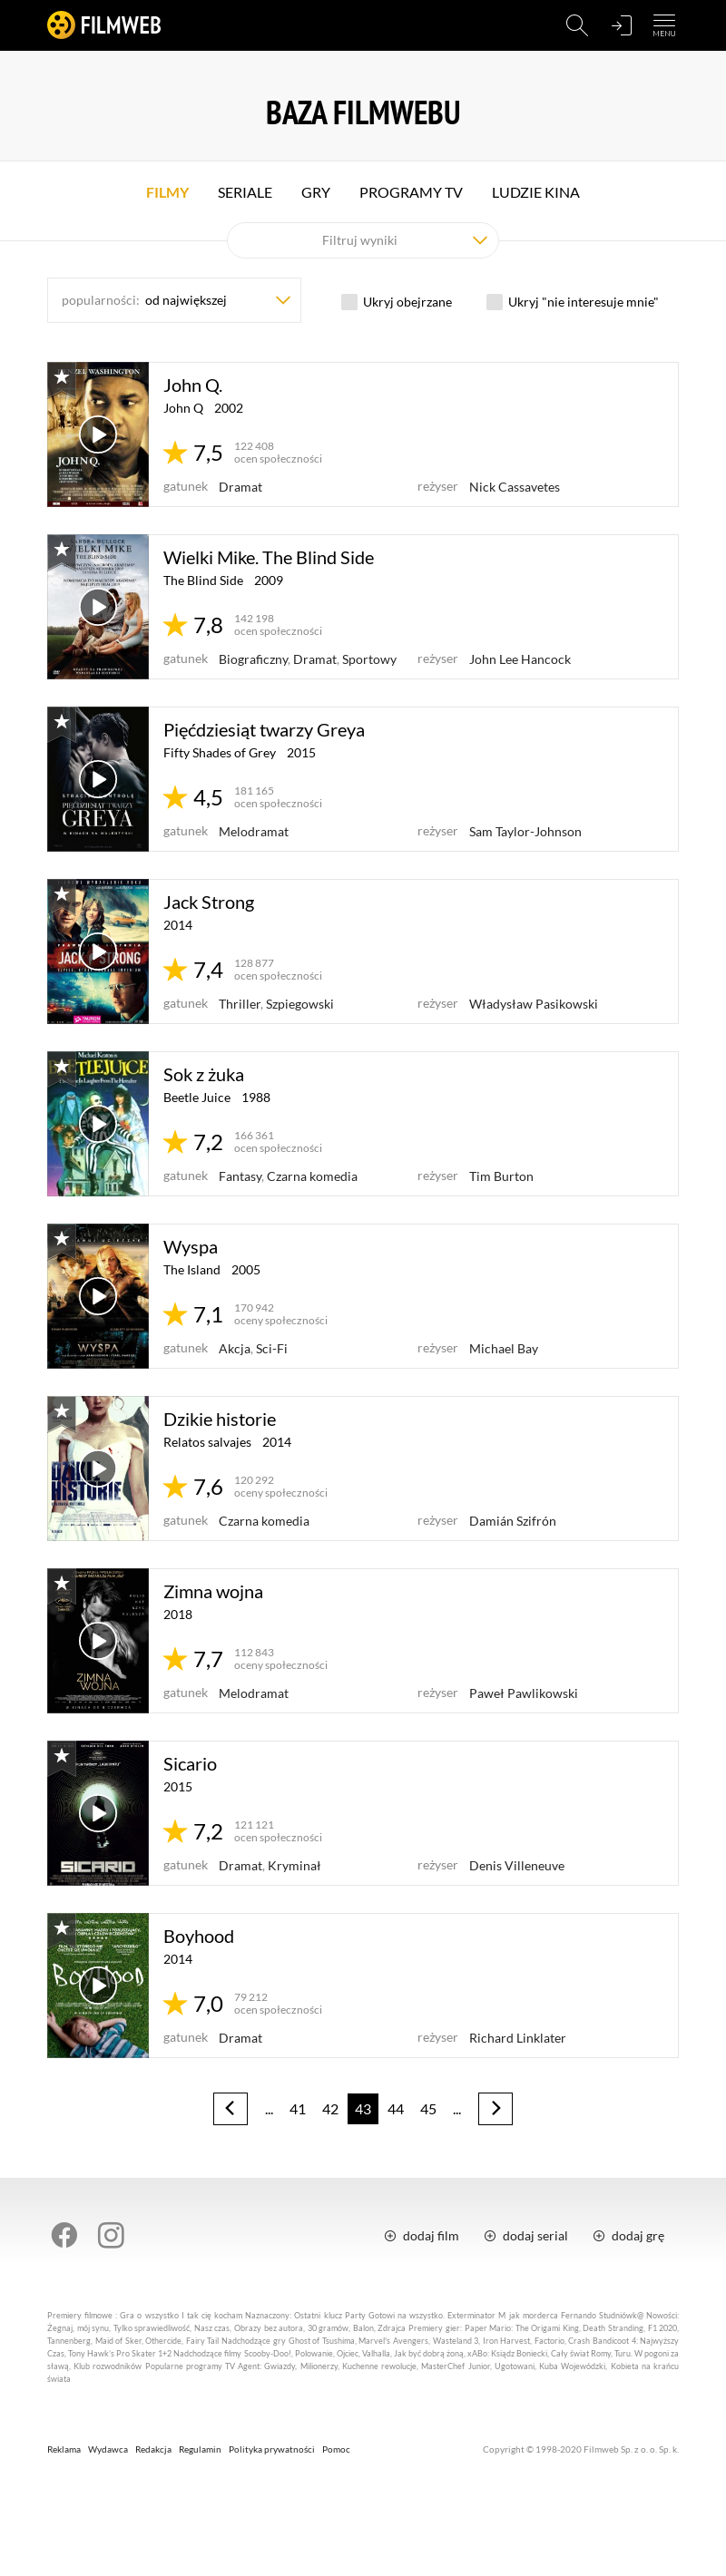 FILMWEB
MENU
BAZA FILMWEBU
FILMY SERIALE GRY PROGRAMY TV LUDZIE KINA
Filtruj wyniki
popularności: od największej
Ukryj obejrzane
Ukryj "nie interesuje mnie"
WASHINGTON
JOHN Q.
John Q.
John Q 2002
7,5
122 408
ocen społeczności
gatunek Dramat
reżyser Nick Cassavetes
Wielki Mike. The Blind Side
The Blind Side 2009
7,8
142 198
ocen społeczności
gatunek Biograficzny, Dramat, Sportowy
reżyser John Lee Hancock
PIĘĆDZIESIĄT TWARZY
GREYA
Pięćdziesiąt twarzy Greya
Fifty Shades of Grey 2015
4,5
181 165
ocen społeczności
gatunek Melodramat
reżyser Sam Taylor-Johnson
Jack Strong
2014
7,4
128 877
ocen społeczności
gatunek Thriller, Szpiegowski
reżyser Władysław Pasikowski
Sok z żuka
Beetle Juice 1988
7,2
166 361
ocen społeczności
gatunek Fantasy, Czarna komedia
reżyser Tim Burton
WYSPA
Wyspa
The Island 2005
7,1
170 942
oceny społeczności
gatunek Akcja, Sci-Fi
reżyser Michael Bay
HISTORIE
Dzikie historie
Relatos salvajes 2014
7,6
120 292
oceny społeczności
gatunek Czarna komedia
reżyser Damián Szifrón
ZIMNA
WOJNA
Zimna wojna
2018
7,7
112 843
oceny społeczności
gatunek Melodramat
reżyser Paweł Pawlikowski
SICARIO
Sicario
2015
7,2
121 121
ocen społeczności
gatunek Dramat, Kryminał
reżyser Denis Villeneuve
BoyHood
Boyhood
2014
7,0
79 212
ocen społeczności
gatunek Dramat
reżyser Richard Linklater
... 41 42 43 44 45 ...
dodaj film dodaj serial dodaj grę
Premiery filmowe : Gra o wszystko I tak cię kocham Naznaczony: Ostatni klucz Party Gotowi na wszystko. Exterminator M jak morderca Fernando Studniówk@ Nowości:
Żegnaj, mój synu, Tylko sprawiedliwość, Nasz czas, Obrazy bez autora, 30 gramów, Balon, Zdrajca Premiery gier: Paper Mario: The Origami King, Death Stranding, F1 2020,
Tannenberg, Maid of Sker, Othercide, Fairy Tail Nadchodzące gry Ghost of Tsushima, Marvel's Avengers, Wasteland 3, Iron Harvest, Factorio, Crash Bandicoot 4: Najwyższy
Czas, Tony Hawk's Pro Skater 1+2 Nadchodzące filmy Scooby-Doo!, Polowanie, Ojciec, Valhalla, Jak być dobrą żoną, xABo: Ksiądz Boniecki, Cały świat Romy, Turu. W pogoni za
sławą, Klub rozwodników Popularne programy TV Agent: Gwiazdy, Milionerzy, Kuchenne rewolucje, MasterChef Junior, Ugotowani, Kuba Wojewódzki, Kobieta na krańcu
świata
Reklama Wydawca Redakcja Regulamin Polityka prywatności Pomoc
Copyright © 1998-2020 Filmweb Sp. z o. o. Sp. k.